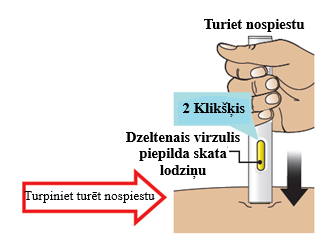 Turiet nospiestu
2 Klikšķis
Dzeltenais virzulis
piepilda skata
lodziņu
Turpiniet turēt nospiestu